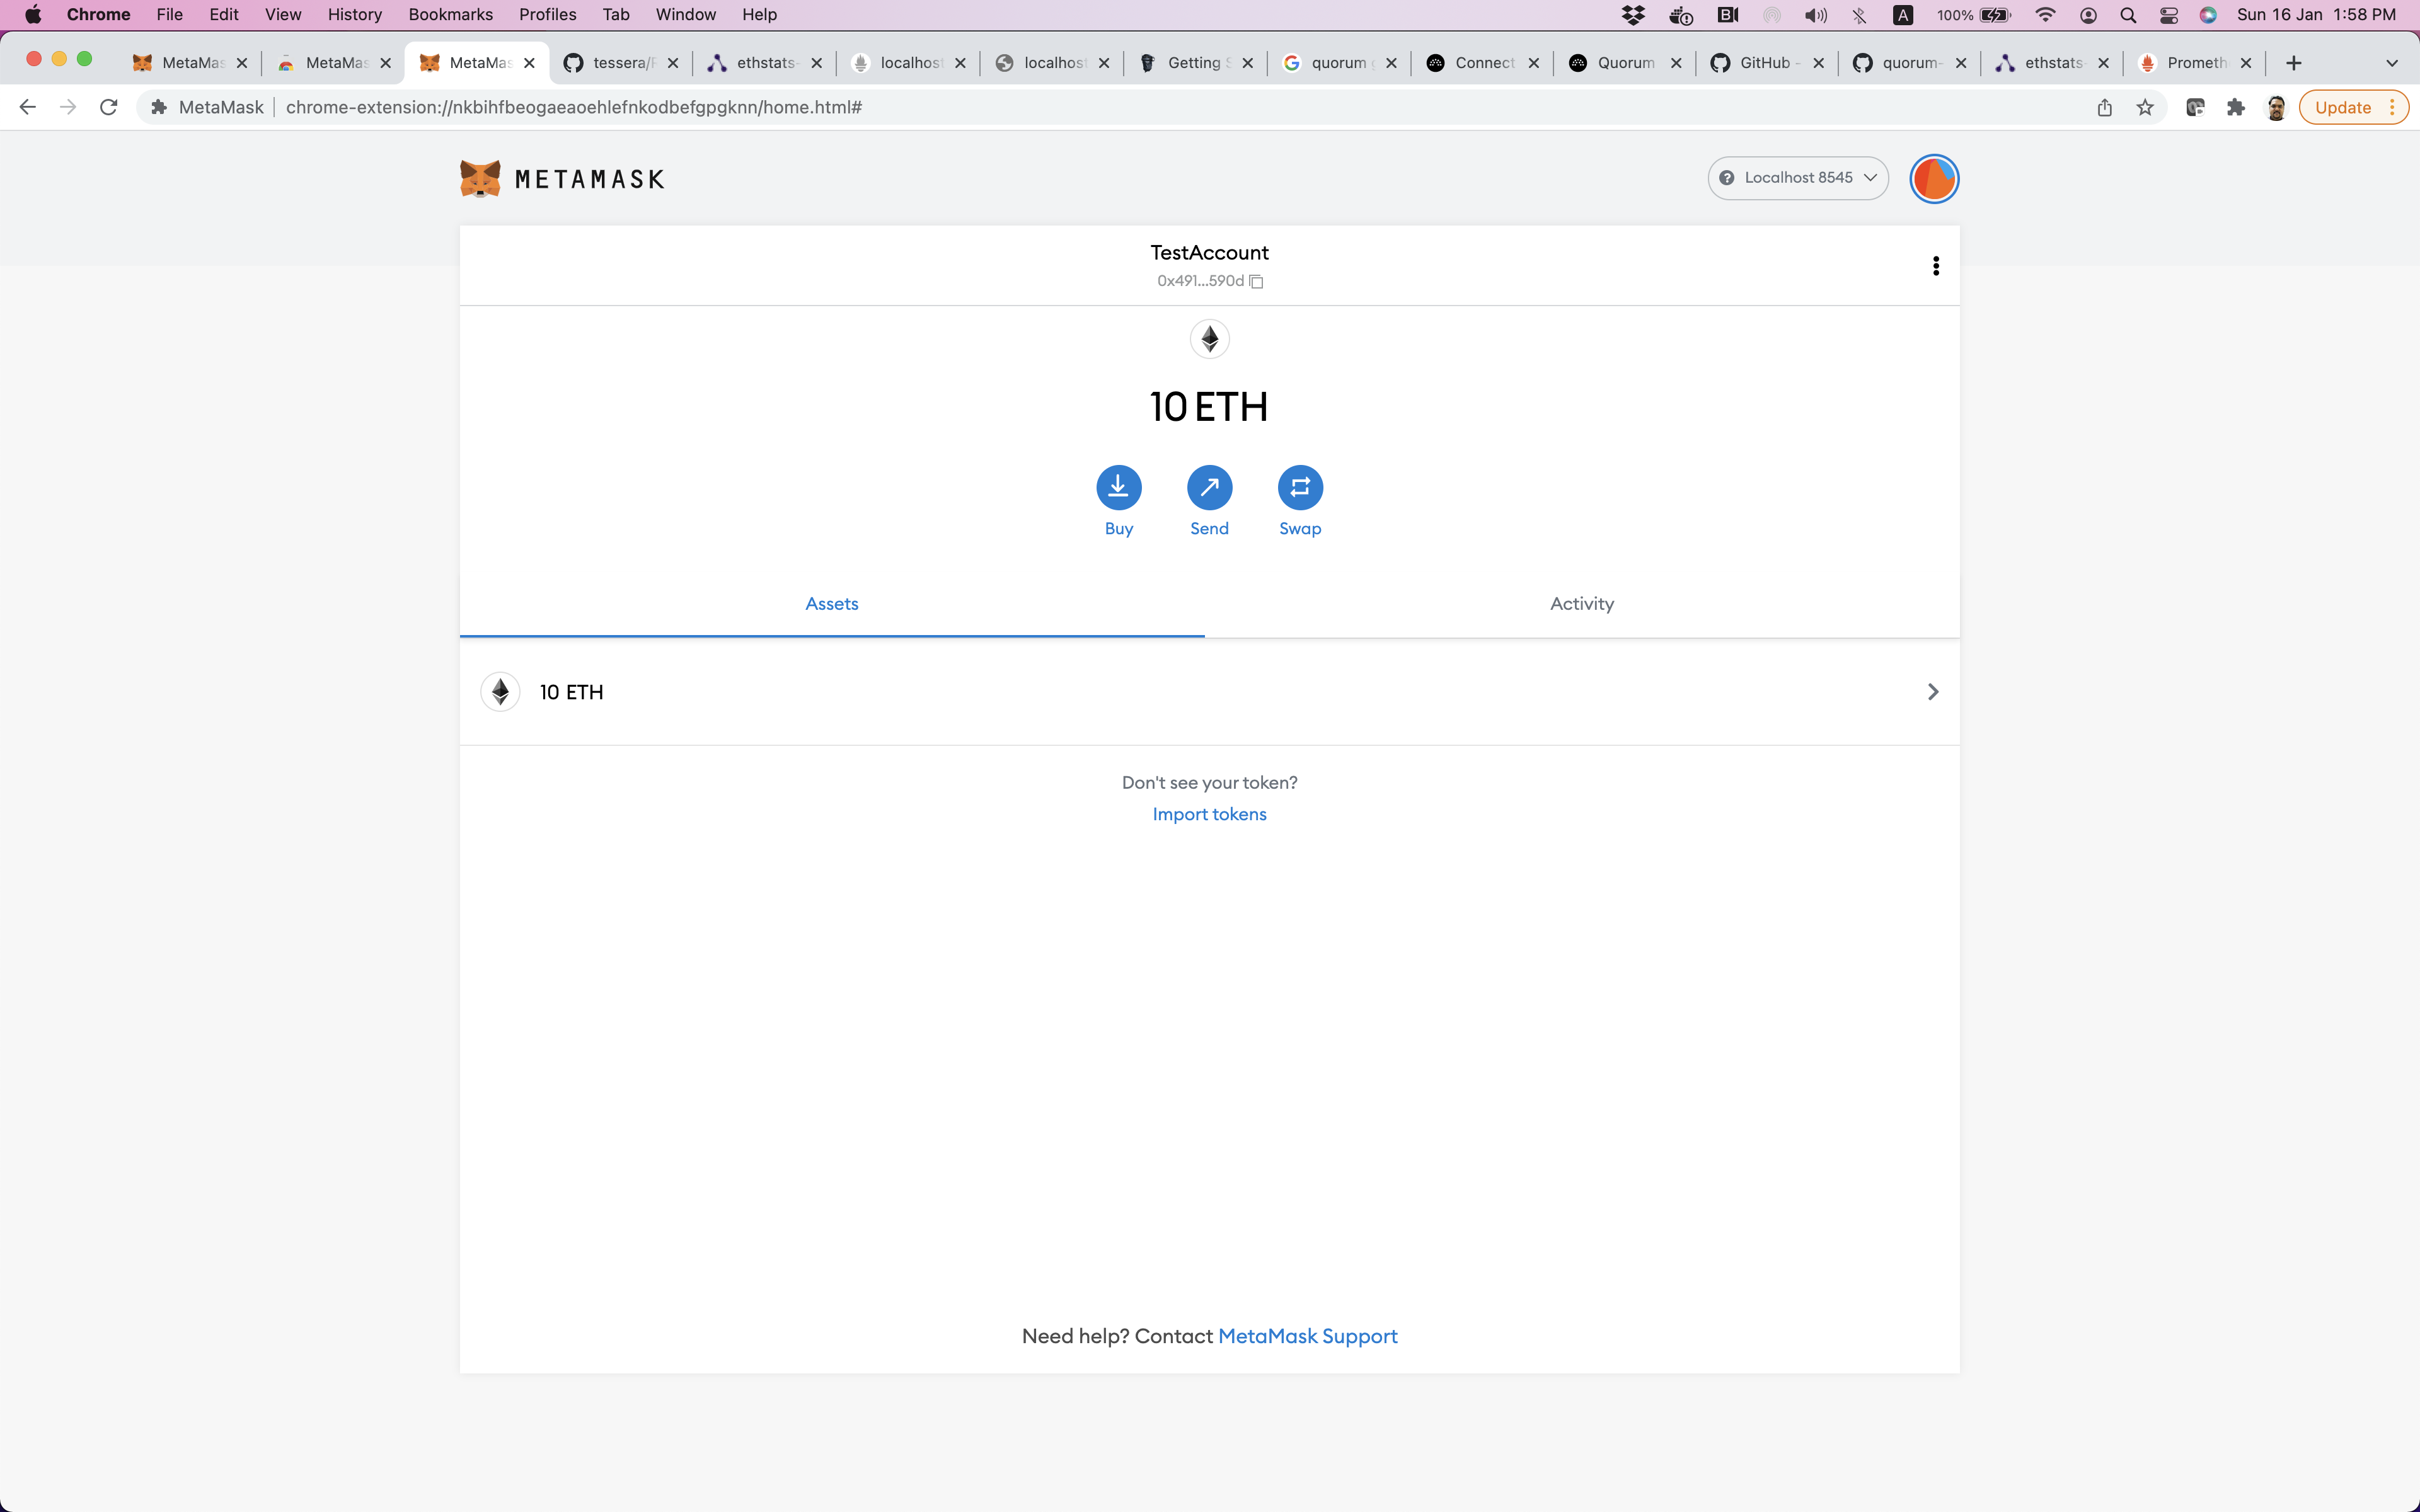 Chrome File Edit View History Bookmarks Profiles Tab Window Help 100% Sun 16 Jan 1:58 PM
MetaMas MetaMas MetaMas tessera/ ethstats- localhost localhost Getting quorum Connect Quorum GitHub - quorum- ethstats- Prometh
MetaMask chrome-extension://nkbihfbeogaeaoehlefnkodbefgpgknn/home.html# Update
METAMASK Localhost 8545
TestAccount
0x491...590d
10 ETH
Buy Send Swap
Assets Activity
10 ETH
Don't see your token?
Import tokens
Need help? Contact MetaMask Support